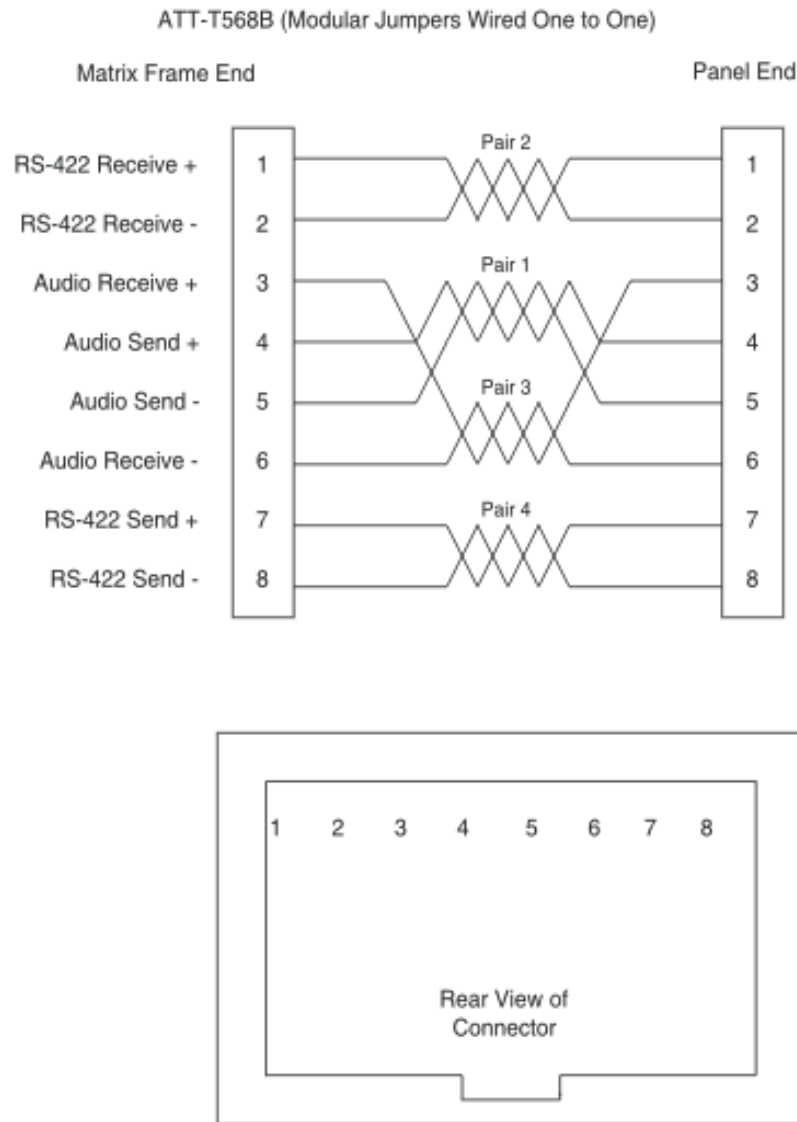 ATT-T568B (Modular Jumpers Wired One to One)
Matrix Frame End Panel End
Pair 2
RS-422 Receive + 1 1
RS-422 Receive - 2 2
Pair 1
Audio Receive + 3 3
Audio Send + 4 4
Pair 3
Audio Send - 5 5
Audio Receive - 6 6
Pair 4
RS-422 Send + 7 7
RS-422 Send - 8 8
1 2 3 4 5 6 7 8
Rear View of
Connector